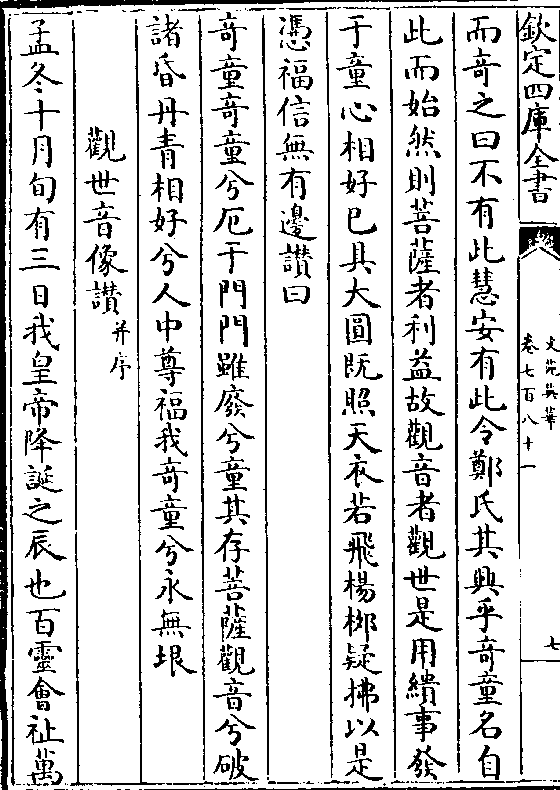 欽定四庫全書
文苑英華
卷七百八十一
七
而奇之曰不有此慧安有此令鄭氏其興乎奇童名自
此而始然則菩薩者利益故觀音者觀世是用繢事發
于童心相好已具大圓既照天衣若飛楊栁疑拂以是
憑福信無有邊讃曰
奇童奇童兮厄于門門雖廢兮童其存菩薩觀音兮破
諸昏丹青相好兮人中尊福我奇童兮永無垠
觀世音像讃并序
孟冬十月旬有三日我皇帝降誕之辰也百靈會祉萬